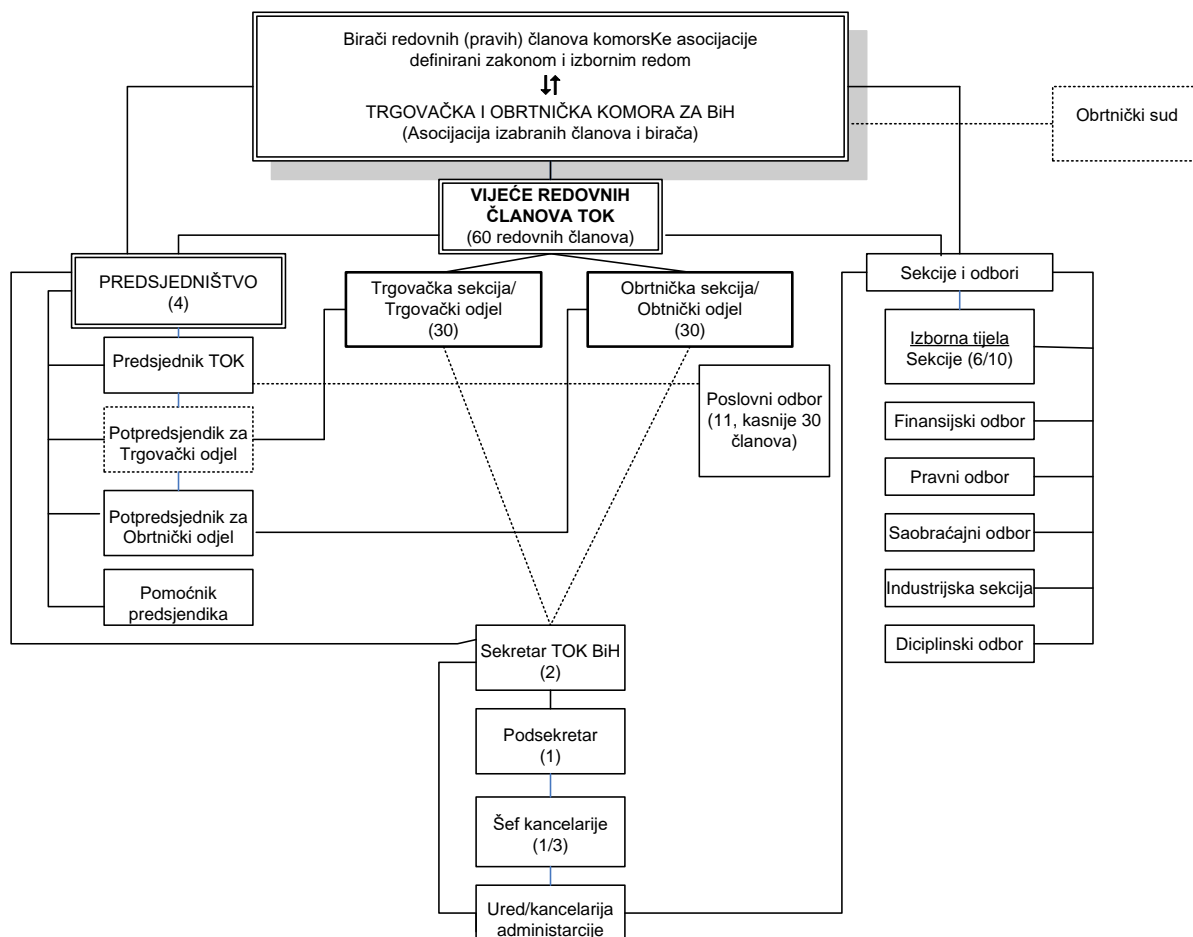 Birači redovnih (pravih) članova komorsKe asocijacije
definirani zakonom i izbornim redom
TRGOVAČKA I OBRTNIČKA KOMORA ZA BiH
(Asocijacija izabranih članova i birača)
Obrtnički sud
VIJEĆE REDOVNIH
ČLANOVA TOK
(60 redovnih članova)
PREDSJEDNIŠTVO
(4)
Trgovačka sekcija/
Trgovački odjel
(30)
Obrtnička sekcija/
Obtnički odjel
(30)
Sekcije i odbori
Predsjednik TOK
Potpredsjendik za
Trgovački odjel
Potpredsjednik za
Obrtnički odjel
Pomoćnik
predsjendika
Poslovni odbor
(11, kasnije 30
članova)
Izborna tijela
Sekcije (6/10)
Finansijski odbor
Pravni odbor
Saobraćajni odbor
Industrijska sekcija
Diciplinski odbor
Sekretar TOK BiH
(2)
Podsekretar
(1)
Šef kancelarije
(1/3)
Ured/kancelarija
administarcije